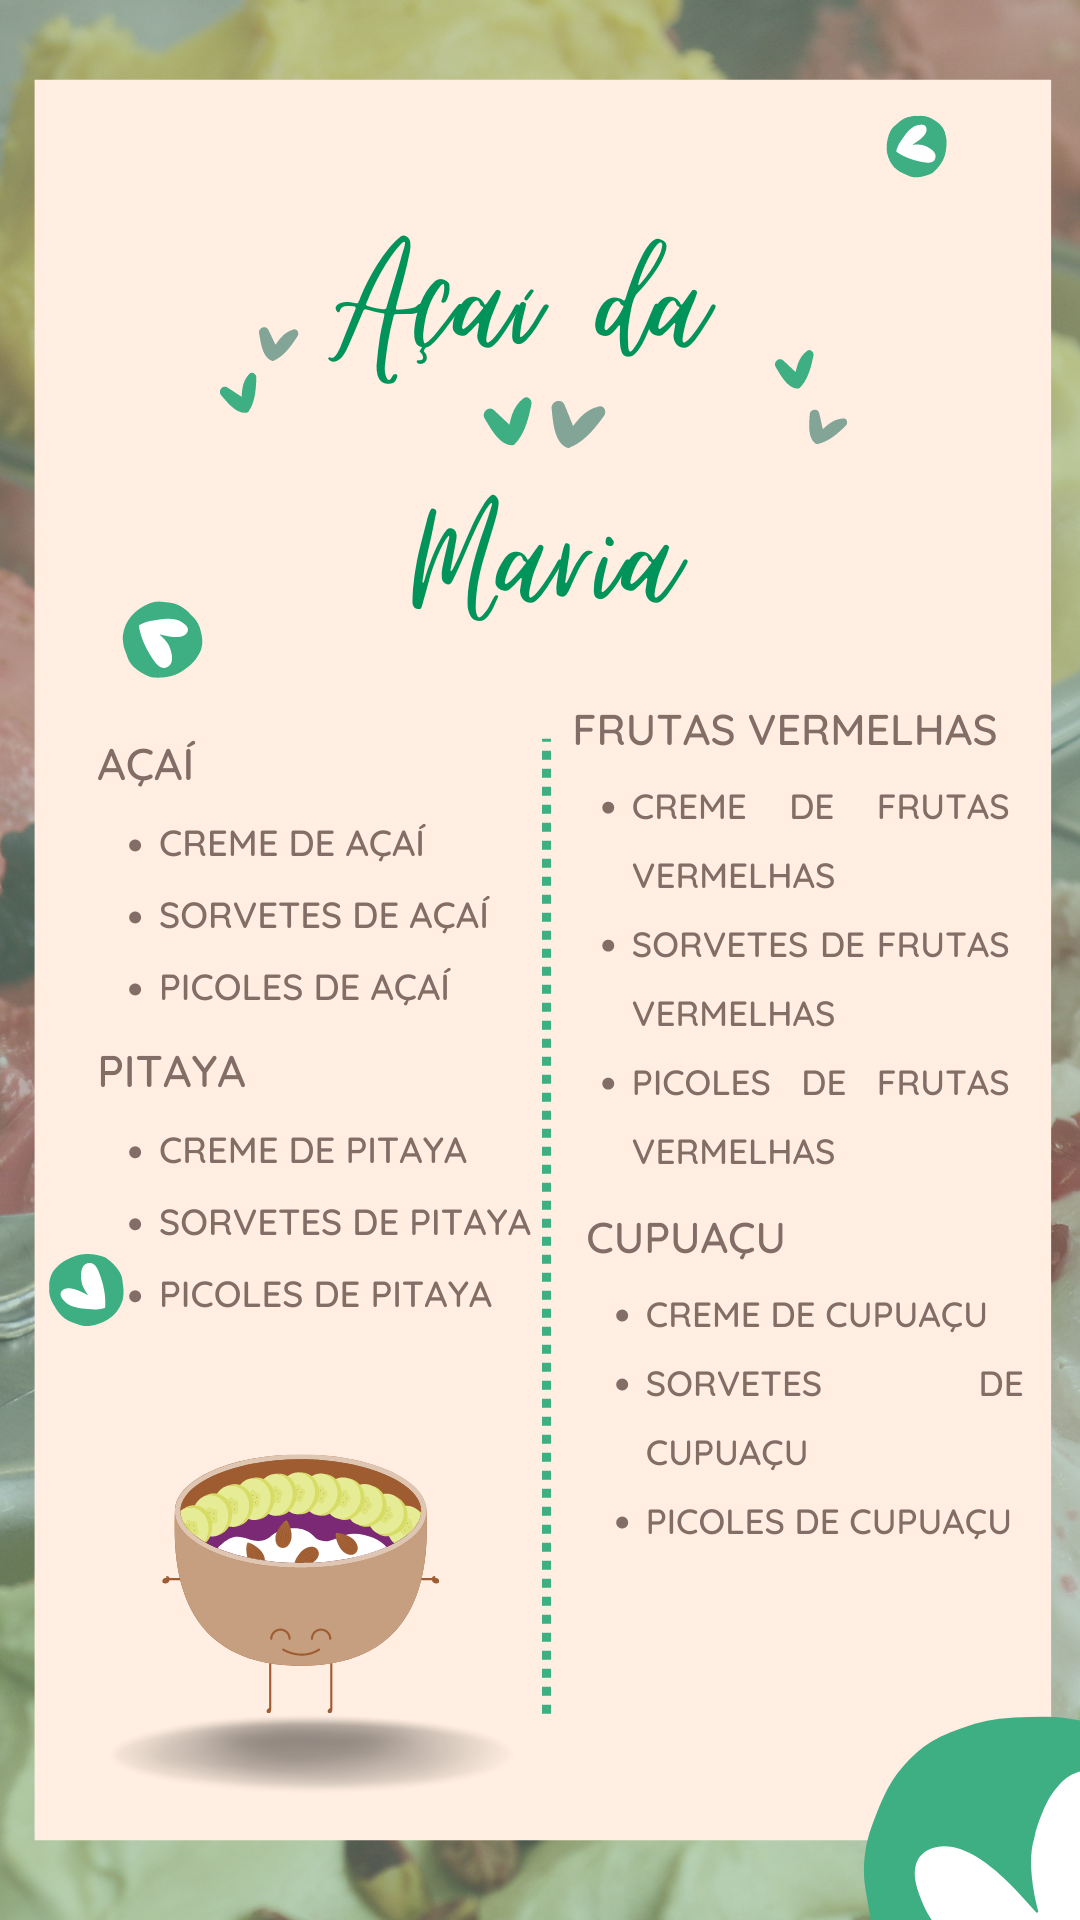 Açaí da
Maria
AÇAÍ
• CREME DE AÇAÍ
• SORVETES DE AÇAÍ
• PICOLES DE AÇAÍ
PITAYA
• CREME DE PITAYA
• SORVETES DE PITAYA
• PICOLES DE PITAYA
FRUTAS VERMELHAS
• CREME DE FRUTAS
VERMELHAS
• SORVETES DE FRUTAS
VERMELHAS
• PICOLES DE FRUTAS
VERMELHAS
CUPUAÇU
• CREME DE CUPUAÇU
• SORVETES DE
CUPUAÇU
• PICOLES DE CUPUAÇU